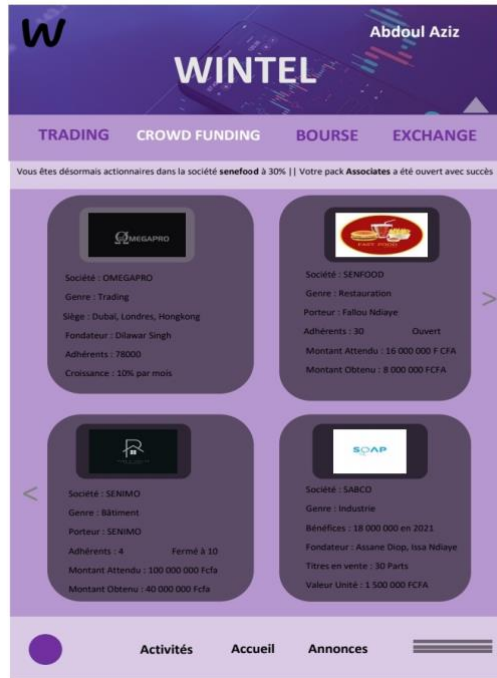 W
Abdoul Aziz
WINTEL
TRADING CROWD FUNDING BOURSE EXCHANGE
Vous êtes désormais actionnaires dans la société senefood à 30% || Votre pack Associates a été ouvert avec succès
OMEGAPRO
Société : OMEGAPRO
Genre : Trading
Siège : Dubaï, Londres, Hongkong
Fondateur : Dilawar Singh
Adhérents : 78000
Croissance : 10% par mois
FAST FOOD
Société : SENFOOD
Genre : Restauration
Porteur : Fallou Ndiaye
Adhérents : 30 Ouvert
Montant Attendu : 16 000 000 F CFA
Montant Obtenu : 8 000 000 FCFA
>
<
Société : SENIMO
Genre : Bâtiment
Porteur : SENIMO
Adhérents : 4 Fermé à 10
Montant Attendu : 100 000 000 Fcfa
Montant Obtenu : 40 000 000 Fcfa
SOAP
Société : SABCO
Genre : Industrie
Bénéfices : 18 000 000 en 2021
Fondateur : Assane Diop, Issa Ndiaye
Titres en vente : 30 Parts
Valeur Unité : 1 500 000 FCFA
Activités Accueil Annonces